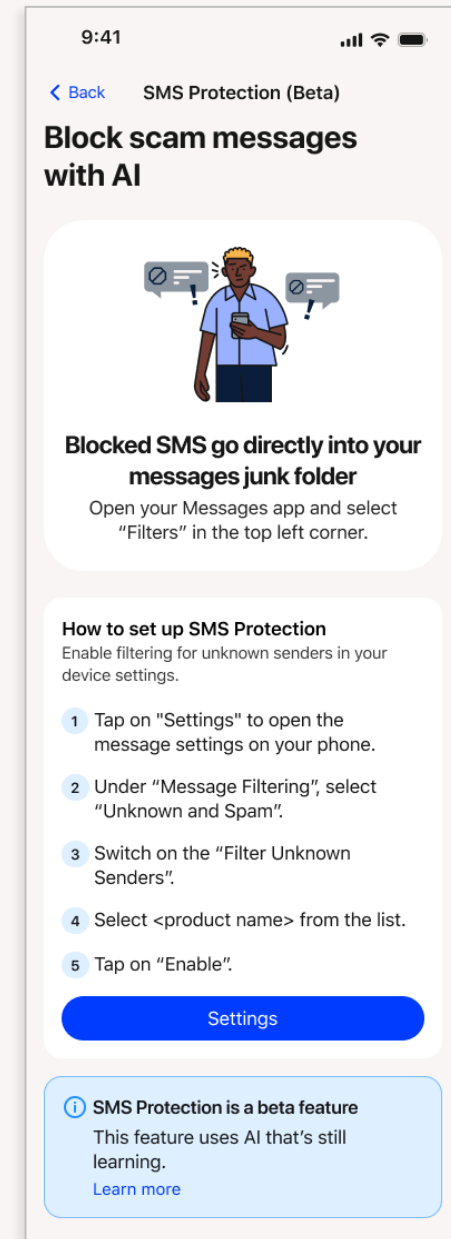 9:41
Back SMS Protection (Beta)
Block scam messages
with AI
Blocked SMS go directly into your
messages junk folder
Open your Messages app and select
“Filters” in the top left corner.
How to set up SMS Protection
Enable filtering for unknown senders in your
device settings.
1 Tap on "Settings" to open the
message settings on your phone.
2 Under “Message Filtering”, select
“Unknown and Spam”.
3 Switch on the “Filter Unknown
Senders”.
4 Select <product name> from the list.
5 Tap on “Enable”.
Settings
SMS Protection is a beta feature
This feature uses AI that’s still
learning.
Learn more